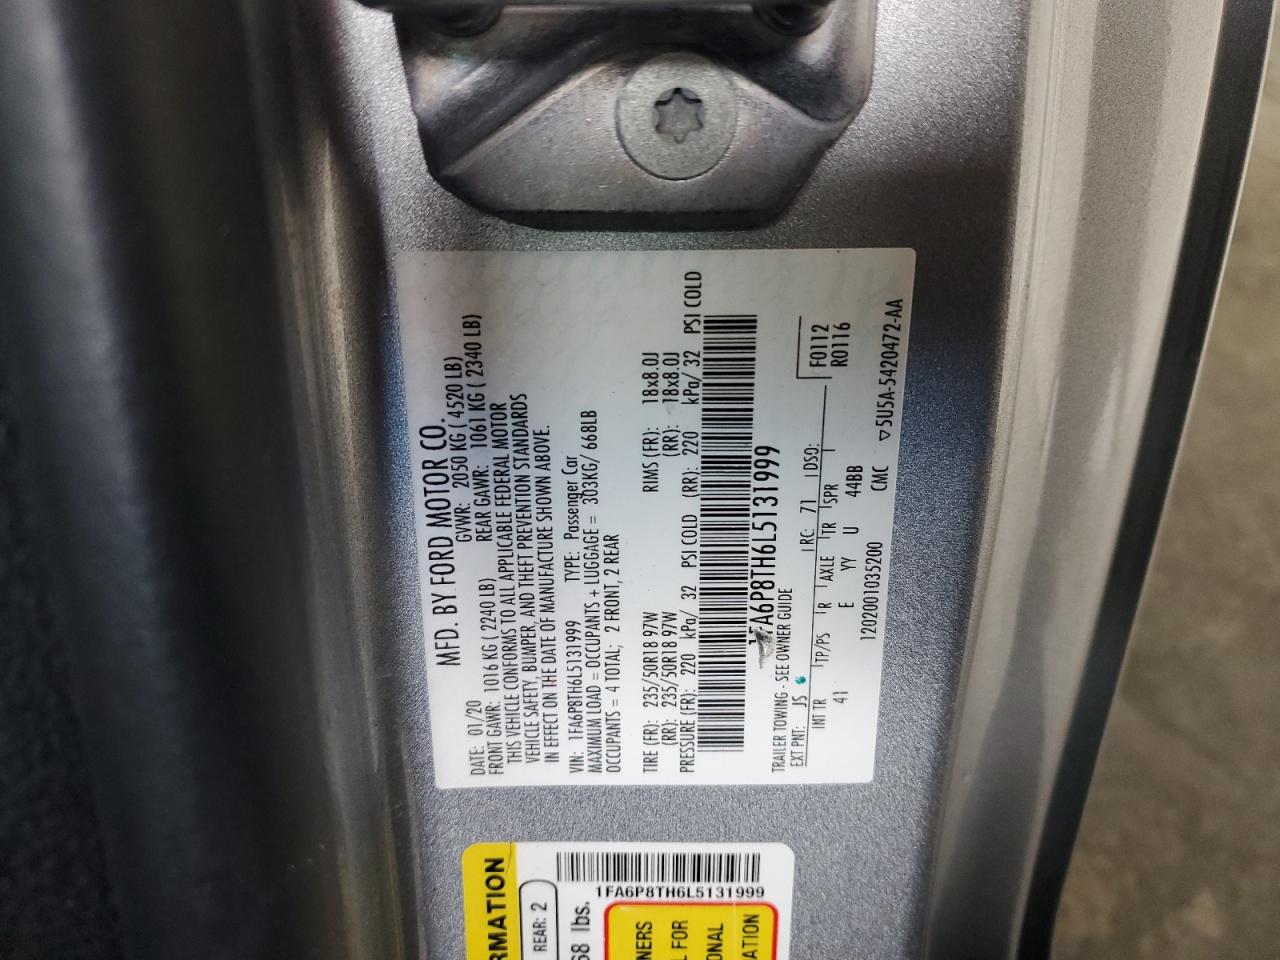 MFD. BY FORD MOTOR CO.
DATE: 01/20 GVWR: 2050 KG ( 4520 LB)
FRONT GAWR: 1016 KG ( 2240 LB) REAR GAWR: 1061 KG ( 2340 LB)
THIS VEHICLE CONFORMS TO ALL APPLICABLE FEDERAL MOTOR
VEHICLE SAFETY, BUMPER, AND THEFT PREVENTION STANDARDS
IN EFFECT ON THE DATE OF MANUFACTURE SHOWN ABOVE.
VIN: 1FA6P8TH6L5131999 TYPE: Passenger Car
MAXIMUM LOAD = OCCUPANTS + LUGGAGE = 303KG/ 668LB
OCCUPANTS = 4 TOTAL; 2 FRONT, 2 REAR
TIRE (FR): 235/50R18 97W RIMS (FR): 18x8.0J
(RR): 235/50R18 97W (RR): 18x8.0J
PRESSURE (FR): 220 kPa/ 32 PSI COLD (RR): 220 kPa/ 32 PSI COLD
1FA6P8TH6L5131999
TRAILER TOWING - SEE OWNER GUIDE
EXT PNT: JS RC: 71 DSO: F0112
INT TR TP/PS R AXLE TR SPR R0116
41 E YY U 44BB
1202001035200 CMC ▽5U5A-5420472-AA
RMATION
REAR: 2
1FA6P8TH6L5131999
68 lbs.
NERS
L FOR
ONAL
ATION